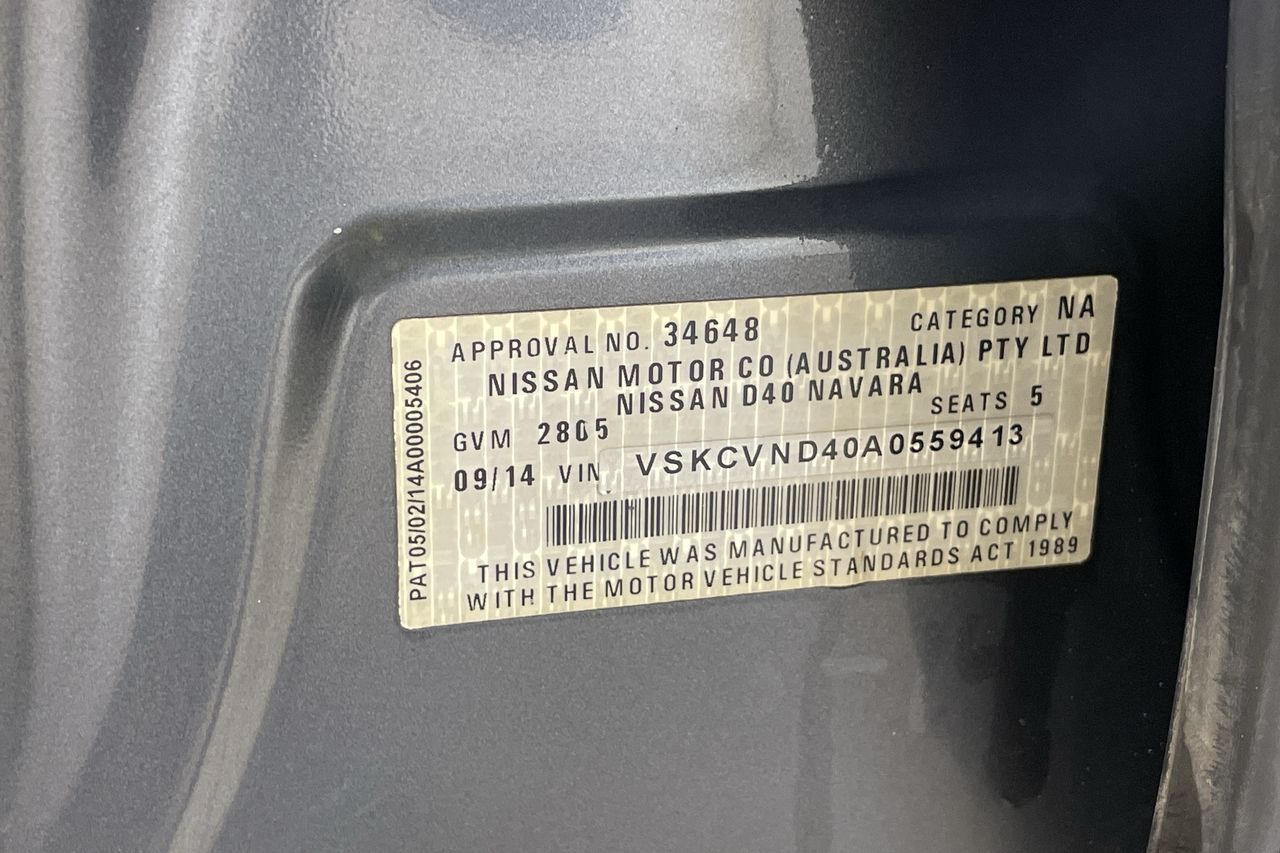 APPROVAL NO. 34648 CATEGORY NA
NISSAN MOTOR CO (AUSTRALIA) PTY LTD
NISSAN D40 NAVARA
GVM 2805 SEATS 5
09/14 VIN VSKCVND40A0559413
THIS VEHICLE WAS MANUFACTURED TO COMPLY
WITH THE MOTOR VEHICLE STANDARDS ACT 1989
PAT05/02/14A00005406